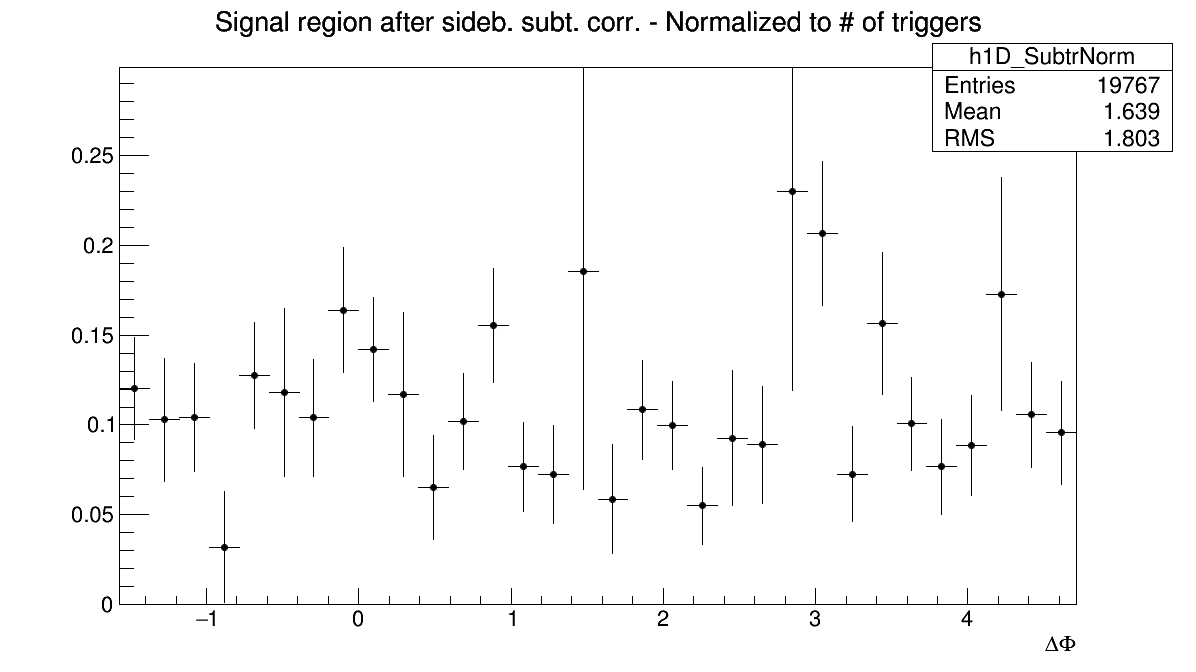 Signal region after sideb. subt. corr. - Normalized to # of triggers
h1D_SubtrNorm
Entries 19767
Mean 1.639
RMS 1.803
0.25
0.2
0.15
0.1
0.05
0
−1 0 1 2 3 4
ΔΦ